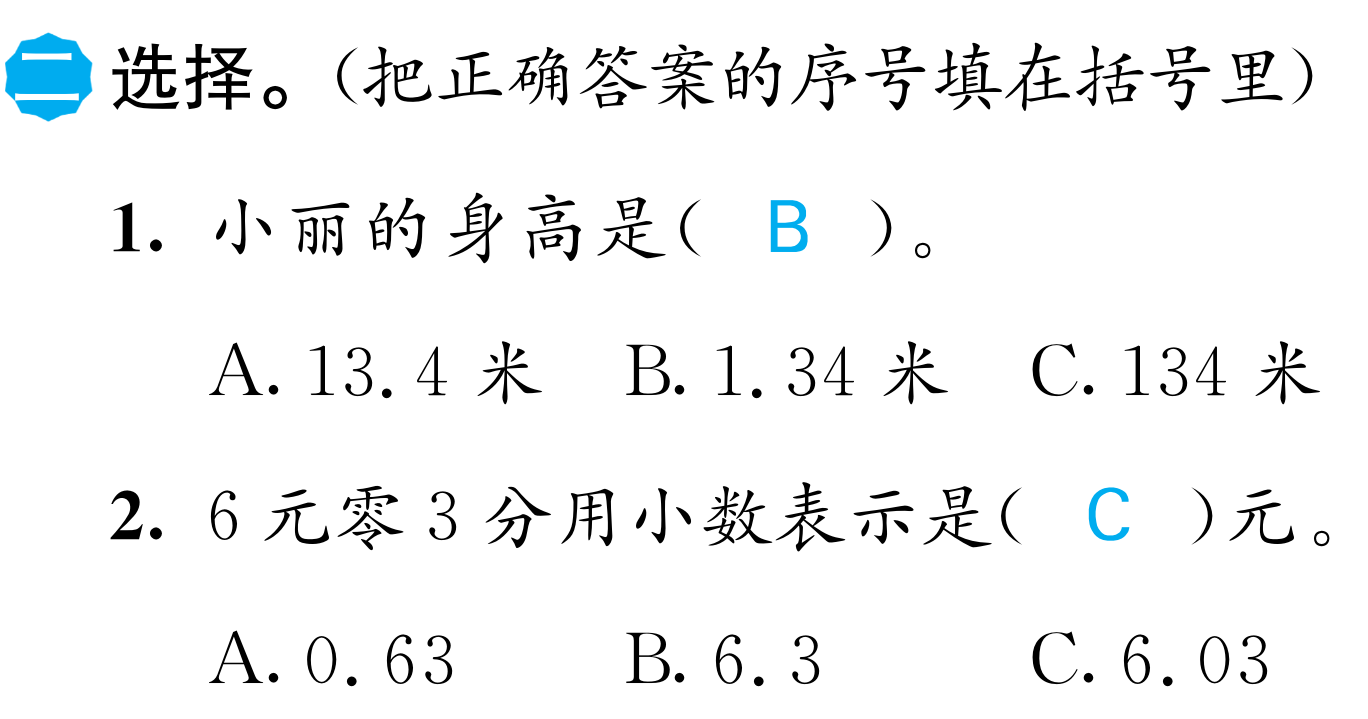 二 选择。(把正确答案的序号填在括号里)
1. 小丽的身高是( B )。
A. 13.4 米 B. 1.34 米 C. 134 米
2. 6 元零 3 分用小数表示是( C )元。
A. 0.63 B. 6.3 C. 6.03